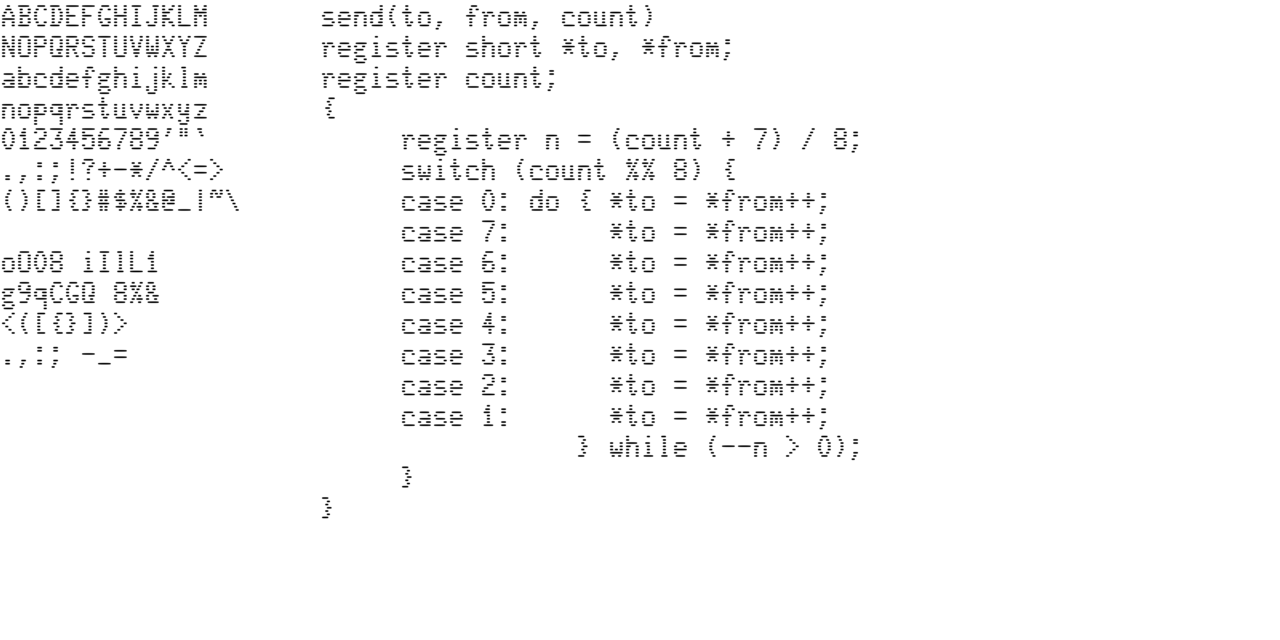 ABCDEFGHIJKLM
NOPQRSTUVWXYZ
abcdefghijklm
nopqrstuvwxyz
0123456789'"`
.,:;!?+-*/^<=>
()[]{}#$%&@_|~\
oO08 iIlL1
g9qCGQ 8%&
<([{}])>
.,:; -_=
send(to, from, count)
register short *to, *from;
register count;
{
register n = (count + 7) / 8;
switch (count %% 8) {
case 0: do { *to = *from++;
case 7:      *to = *from++;
case 6:      *to = *from++;
case 5:      *to = *from++;
case 4:      *to = *from++;
case 3:      *to = *from++;
case 2:      *to = *from++;
case 1:      *to = *from++;
} while (--n > 0);
}
}